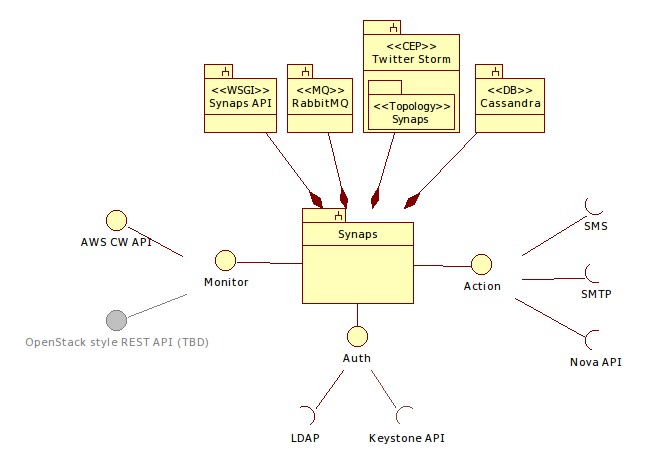 <<CEP>>
Twitter Storm
<<WSGI>>
Synaps API
<<MQ>>
RabbitMQ
<<Topology>>
Synaps
<<DB>>
Cassandra
Synaps
AWS CW API
Monitor
OpenStack style REST API (TBD)
Action
SMS
SMTP
Nova API
Auth
LDAP
Keystone API